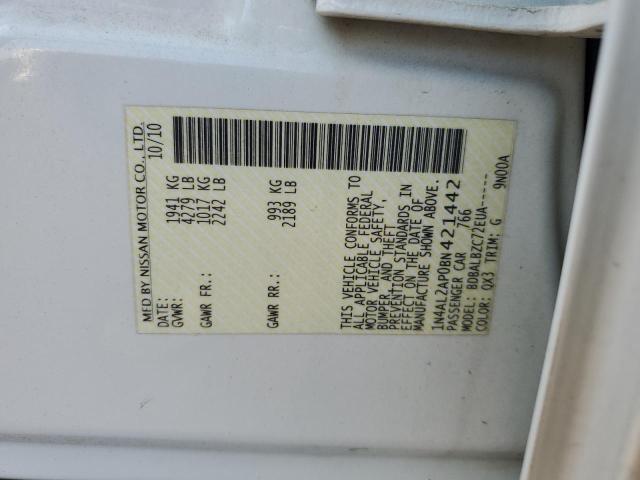 MFD BY NISSAN MOTOR CO., LTD.
DATE: 10/10
GVWR: 1941 KG
4279 LB
GAWR FR.: 1017 KG
2242 LB
GAWR RR.: 993 KG
2189 LB
THIS VEHICLE CONFORMS TO
ALL APPLICABLE FEDERAL
MOTOR VEHICLE SAFETY,
BUMPER, AND THEFT
PREVENTION STANDARDS IN
EFFECT ON THE DATE OF
MANUFACTURE SHOWN ABOVE.
1N4AL2AP0BN421442
PASSENGER CAR 766
MODEL: BDBALBZC72EUA-----
COLOR: QX3 TRIM: G 9N00A